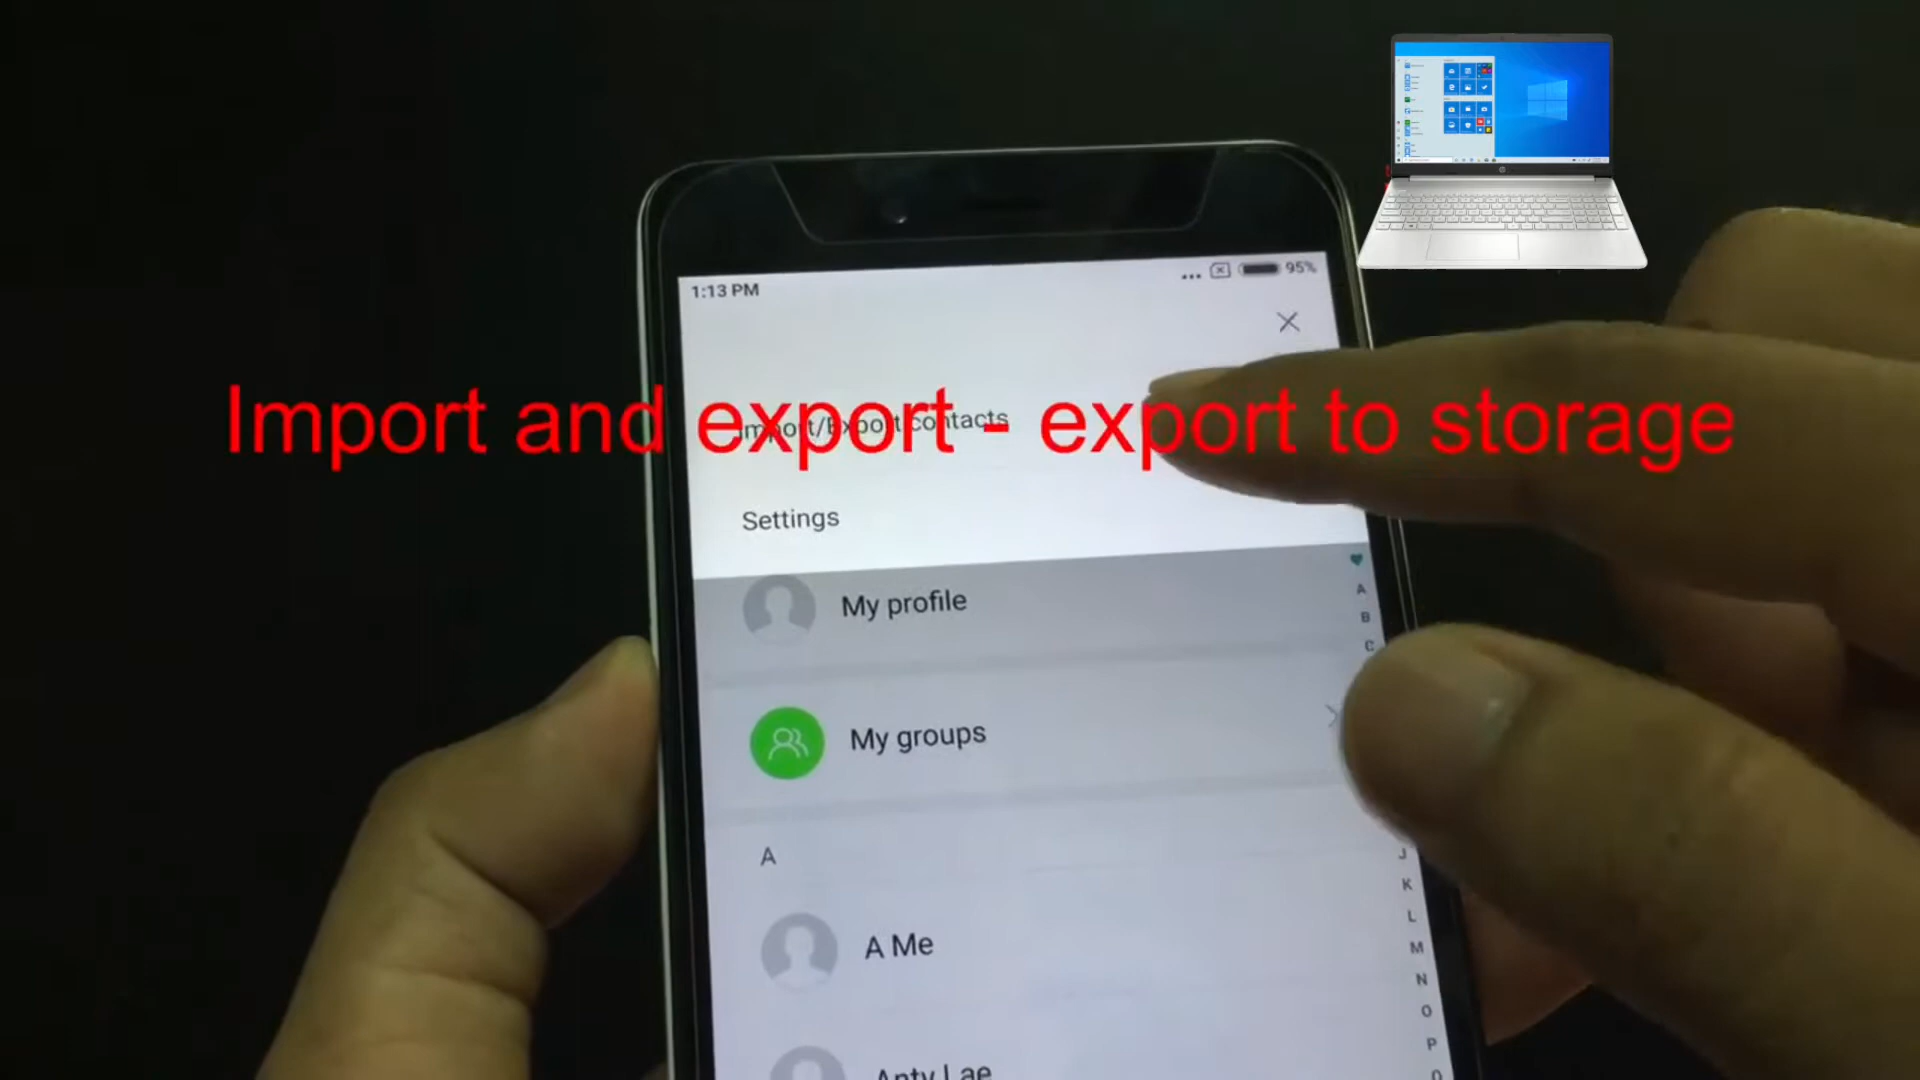 1:13 PM
95%
Import and export - export to storage
Import/Export contacts
Settings
My profile
A
B
C
My groups
A
J
K
L
A Me
M
N
O
P
Anty Lae